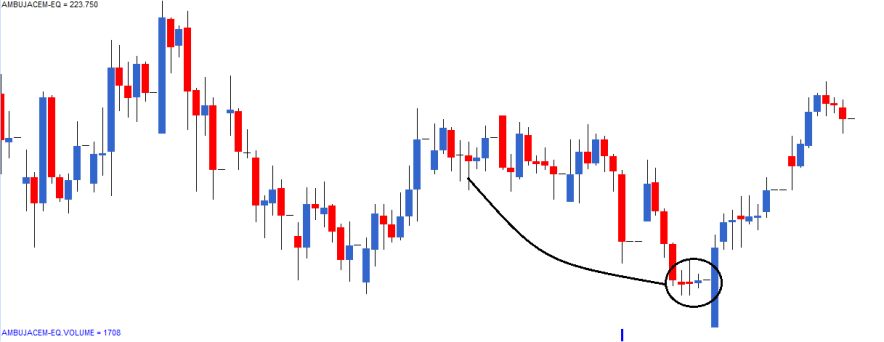 AMBUJACEM-EQ = 223.750
AMBUJACEM-EQ.VOLUME = 1708